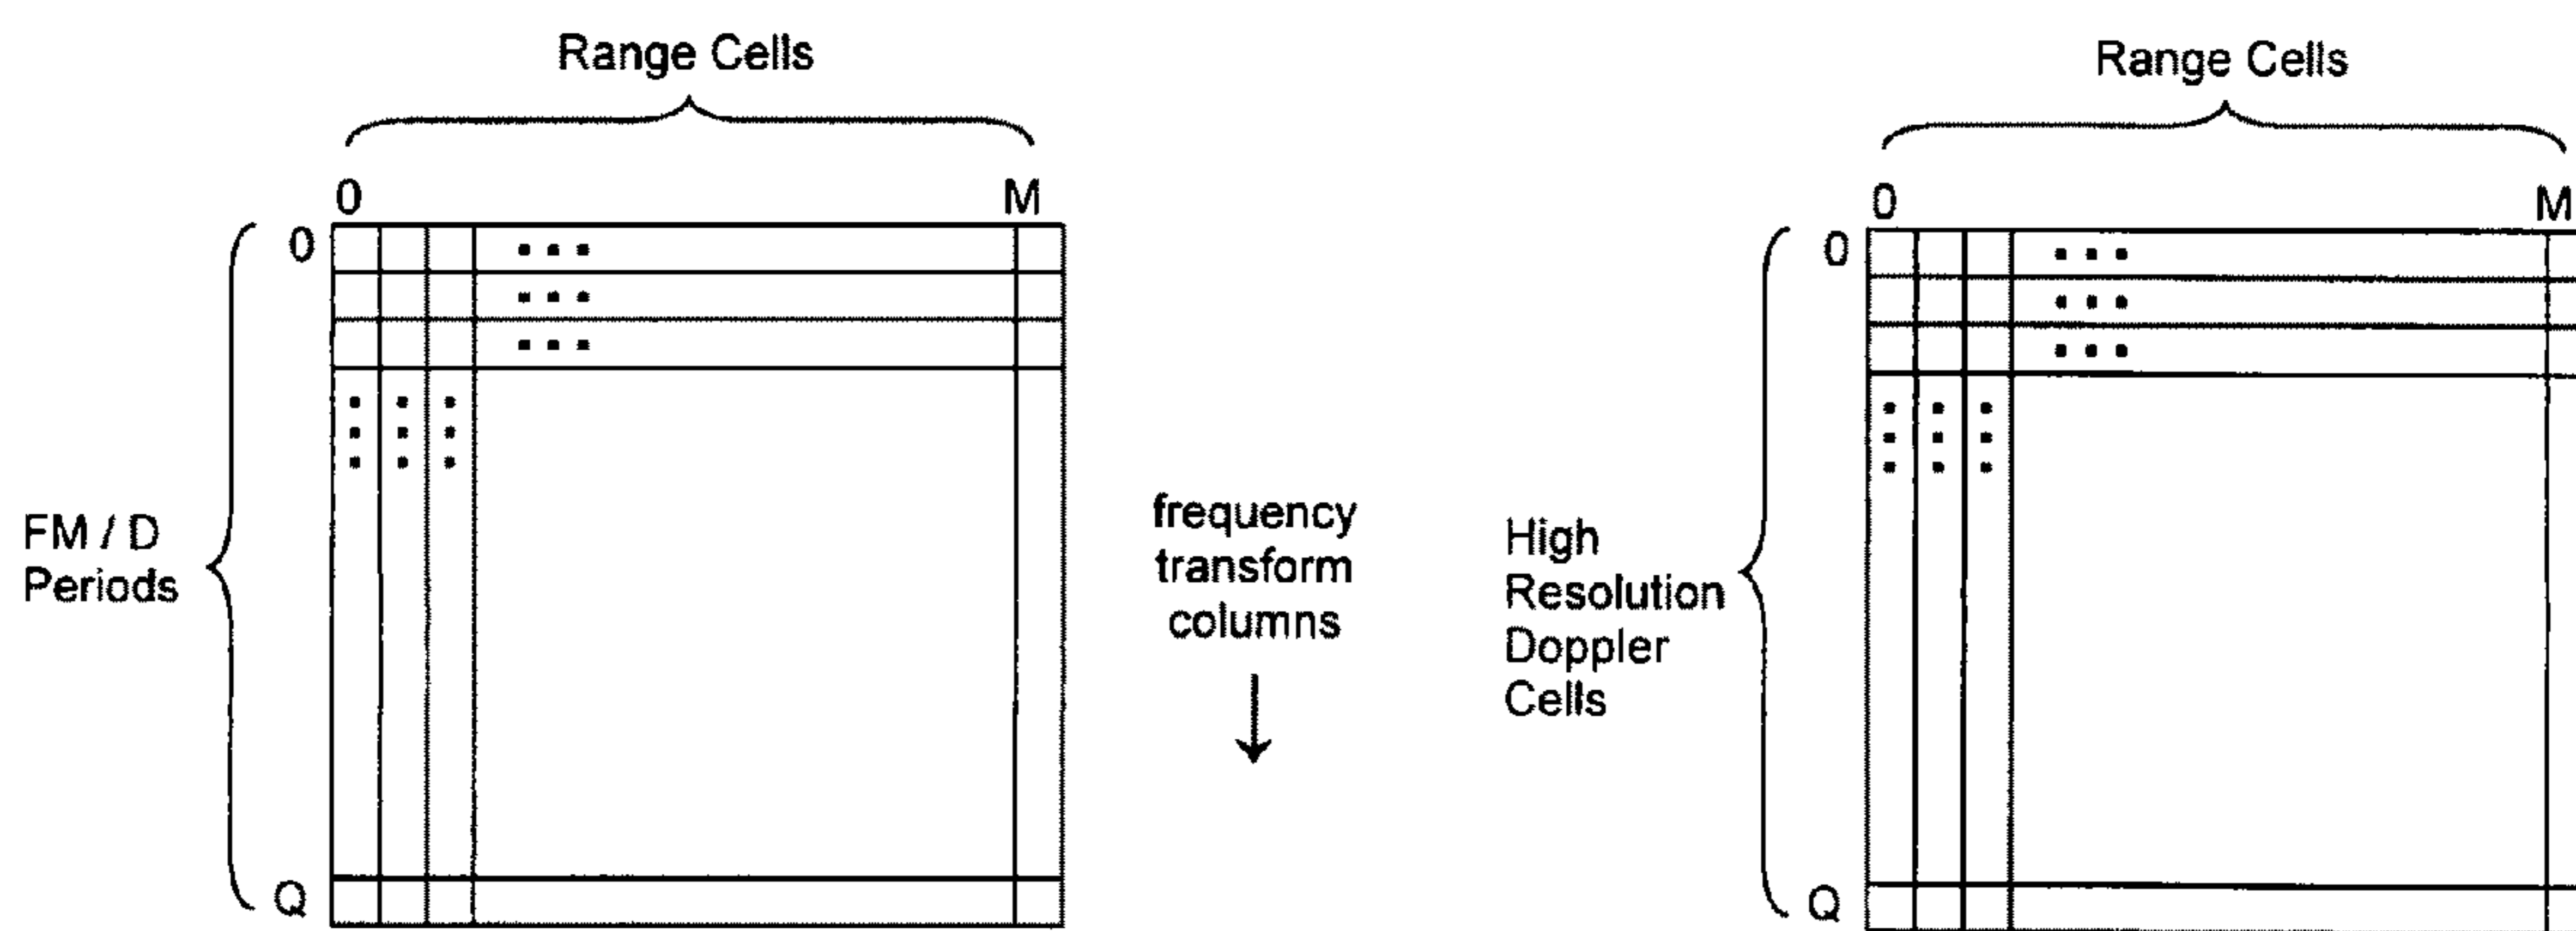 Range Cells
0
M
0
FM / D
Periods
Q
frequency
transform
columns
Range Cells
0
M
0
High
Resolution
Doppler
Cells
Q